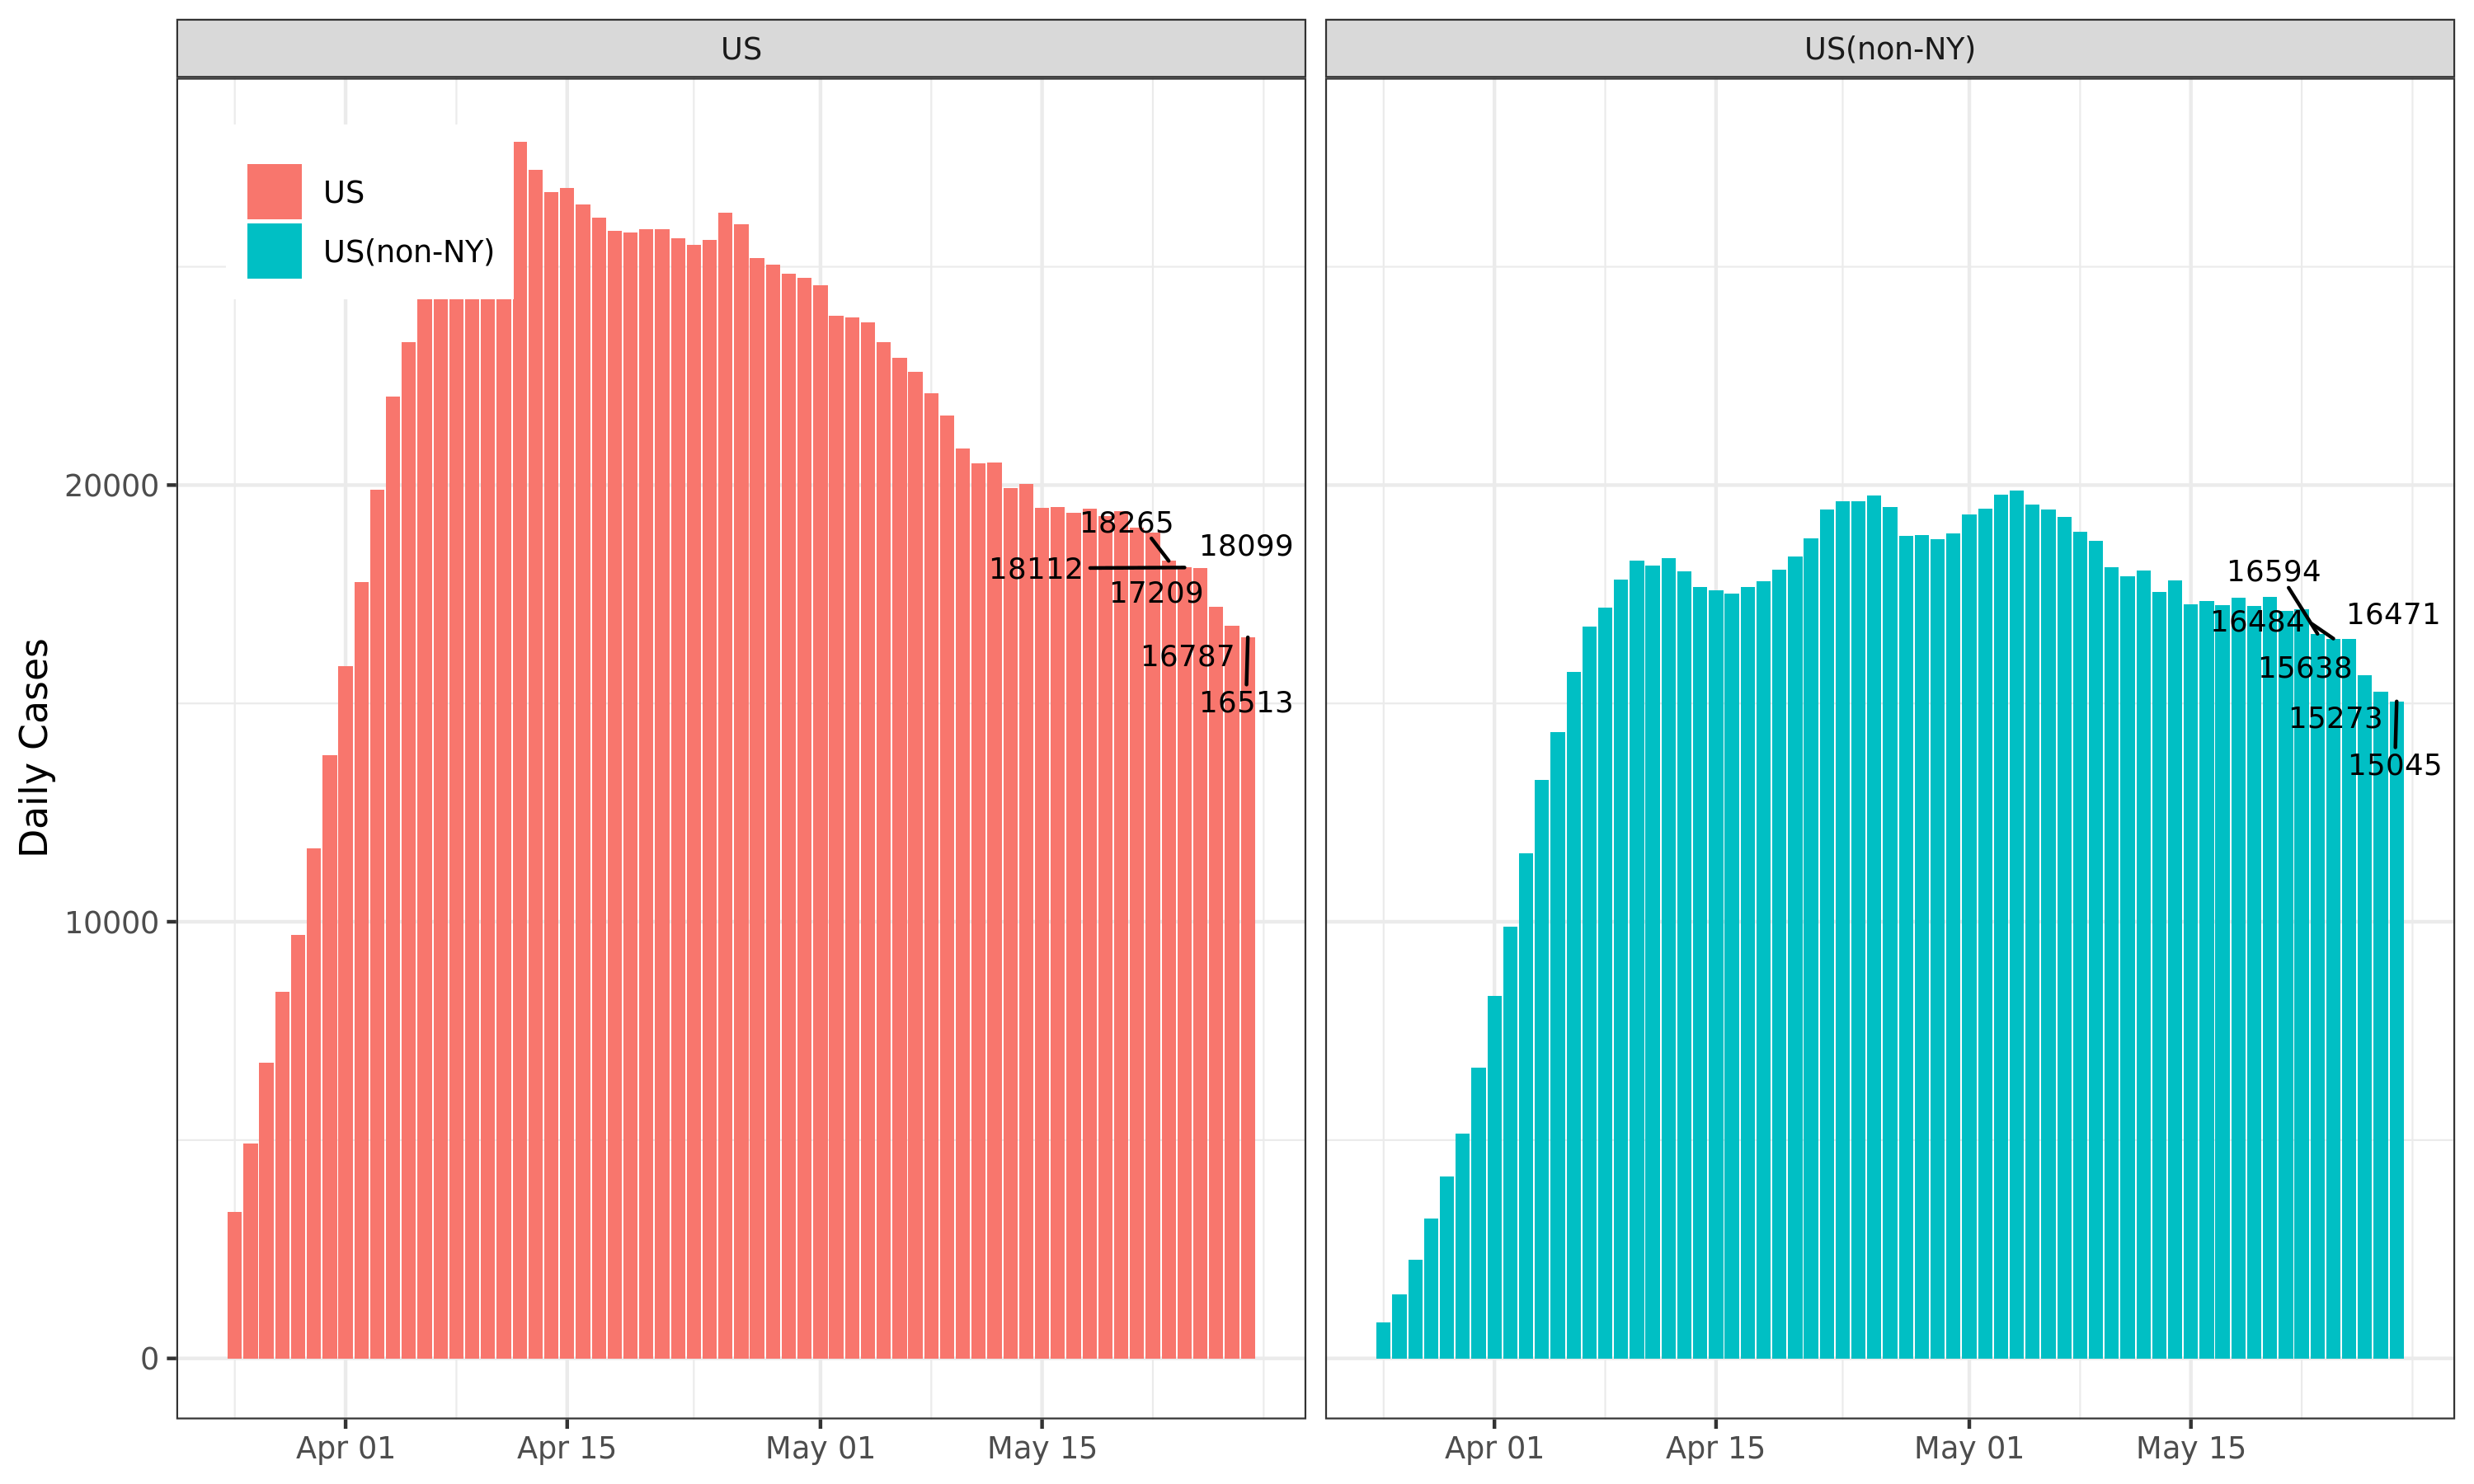 US
US(non-NY)
US
US(non-NY)
Daily Cases
20000
10000
0
18265
18099
18112
17209
16787
16513
16594
16484
16471
15638
15273
15045
Apr 01
Apr 15
May 01
May 15
Apr 01
Apr 15
May 01
May 15